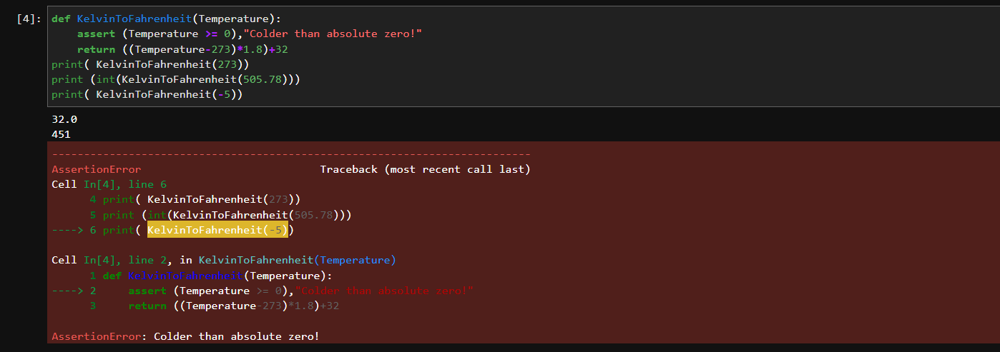 [4]: def KelvinToFahrenheit(Temperature):
    assert (Temperature >= 0),"Colder than absolute zero!"
    return ((Temperature-273)*1.8)+32
print( KelvinToFahrenheit(273))
print (int(KelvinToFahrenheit(505.78)))
print( KelvinToFahrenheit(-5))
32.0
451
---------------------------------------------------------------------------
AssertionError                            Traceback (most recent call last)
Cell In[4], line 6
      4 print( KelvinToFahrenheit(273))
      5 print (int(KelvinToFahrenheit(505.78)))
----> 6 print( KelvinToFahrenheit(-5))
Cell In[4], line 2, in KelvinToFahrenheit(Temperature)
      1 def KelvinToFahrenheit(Temperature):
----> 2     assert (Temperature >= 0),"Colder than absolute zero!"
      3     return ((Temperature-273)*1.8)+32
AssertionError: Colder than absolute zero!